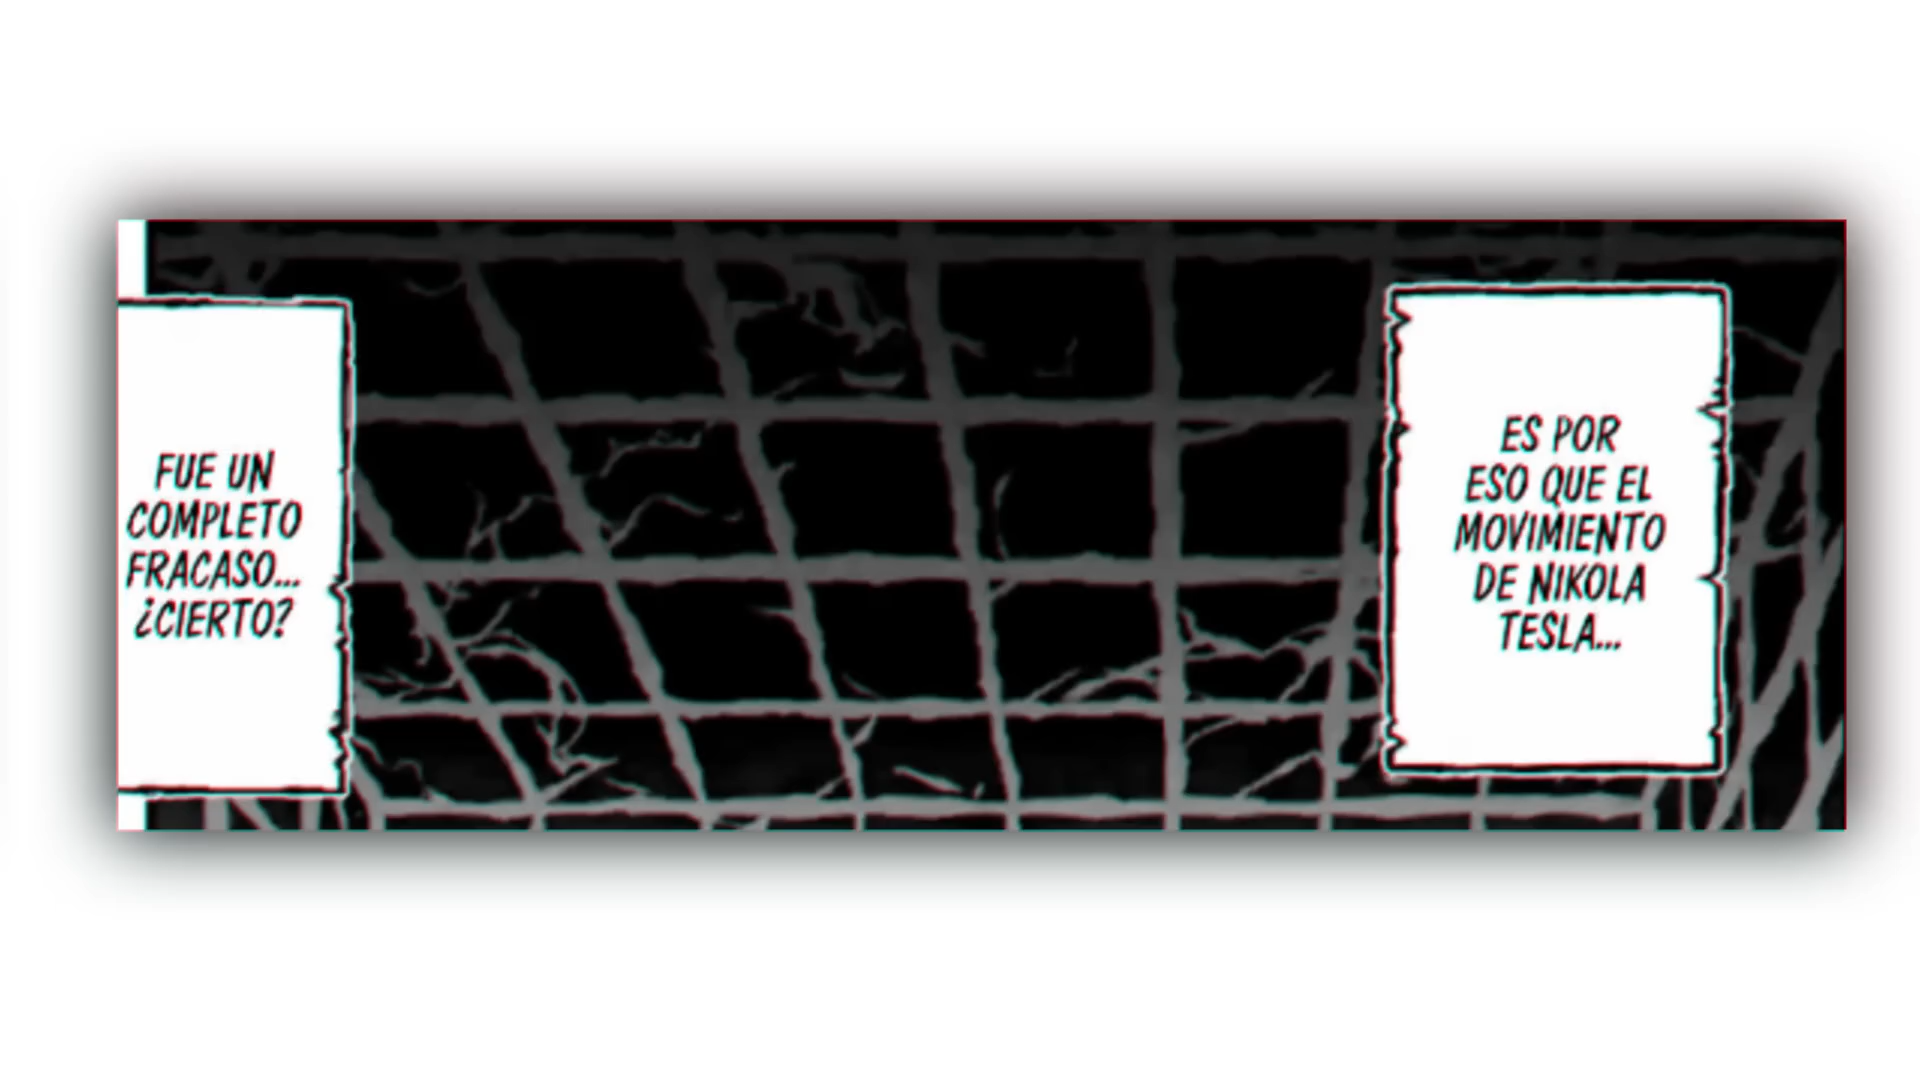 ES POR
ESO QUE EL
MOVIMIENTO
DE NIKOLA
TESLA...
FUE UN
COMPLETO
FRACASO...
¿CIERTO?